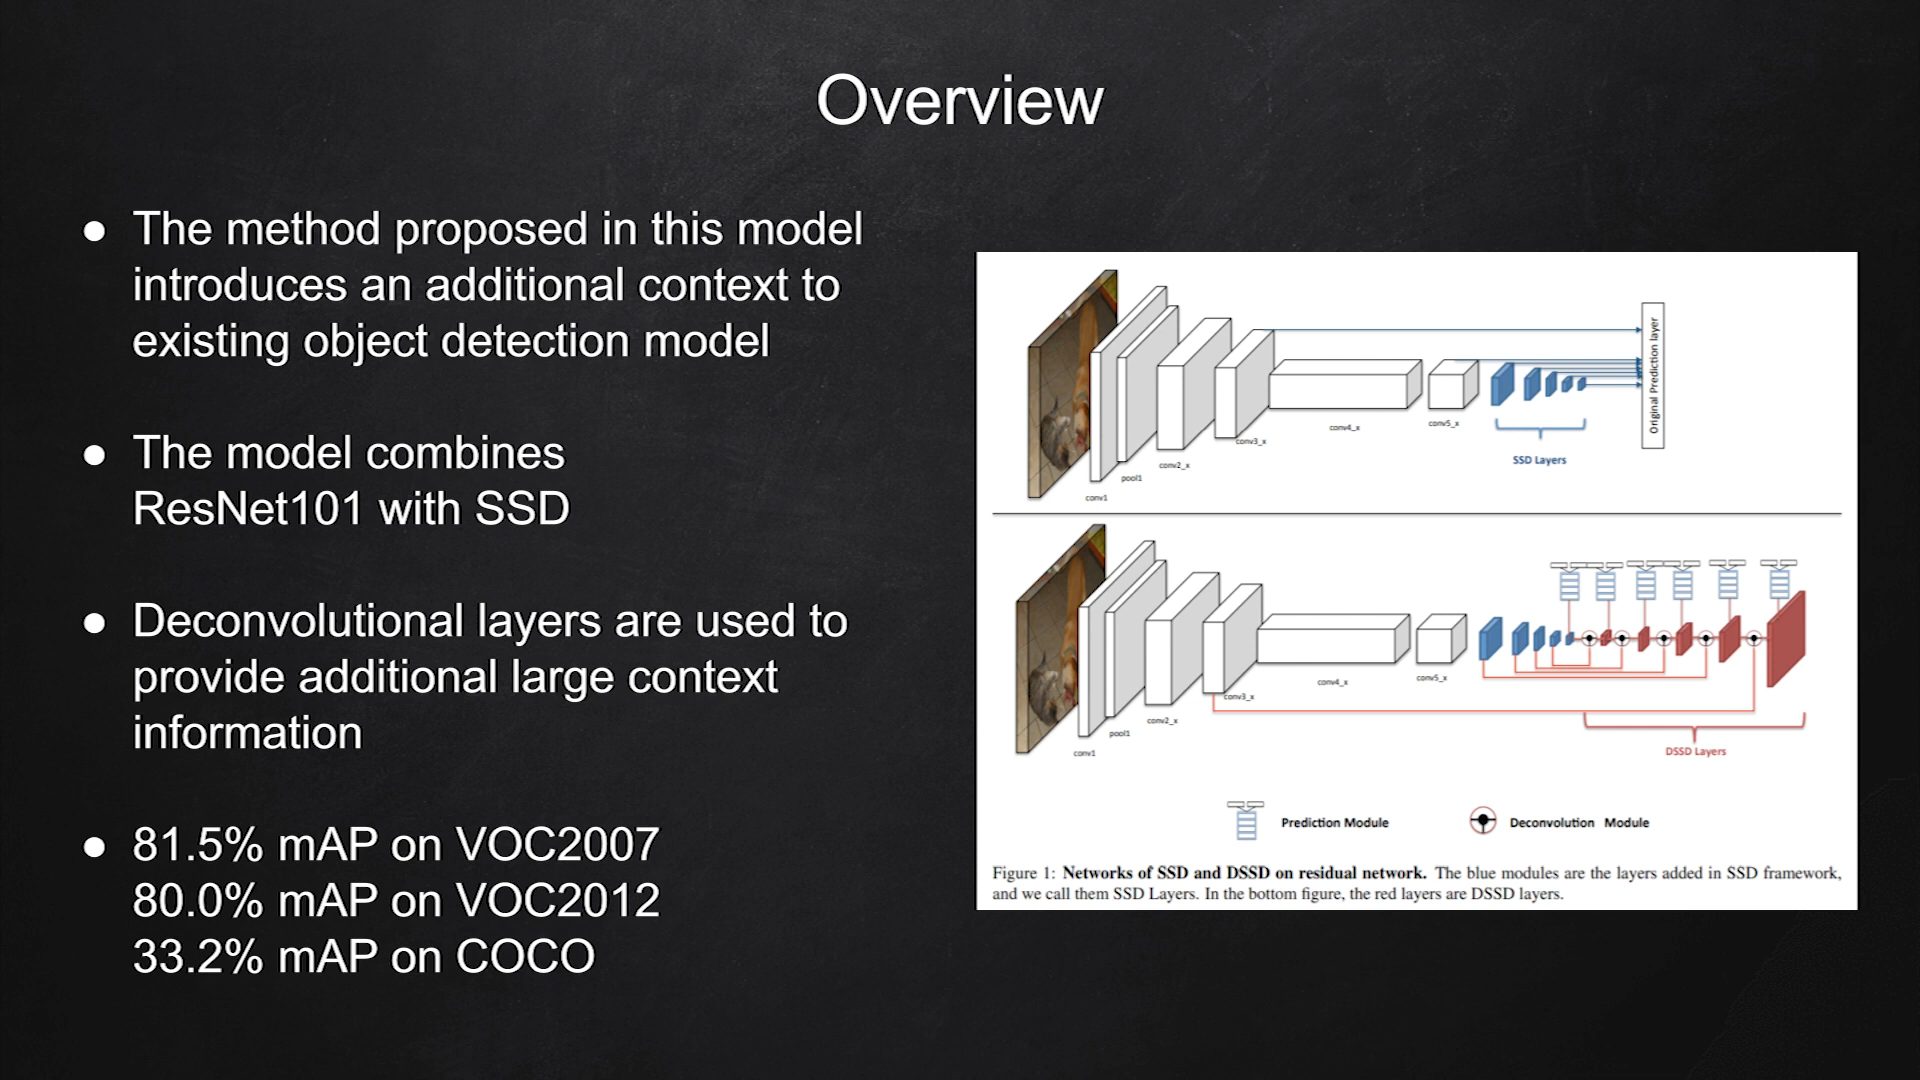 Overview
● The method proposed in this model
introduces an additional context to
existing object detection model
● The model combines
ResNet101 with SSD
● Deconvolutional layers are used to
provide additional large context
information
● 81.5% mAP on VOC2007
80.0% mAP on VOC2012
33.2% mAP on COCO
Original Prediction layer
conv1
pool1
conv2_x
conv3_x
conv4_x
conv5_x
SSD Layers
conv1
pool1
conv2_x
conv3_x
conv4_x
conv5_x
DSSD Layers
Prediction Module
Deconvolution Module
Figure 1: Networks of SSD and DSSD on residual network. The blue modules are the layers added in SSD framework,
and we call them SSD Layers. In the bottom figure, the red layers are DSSD layers.